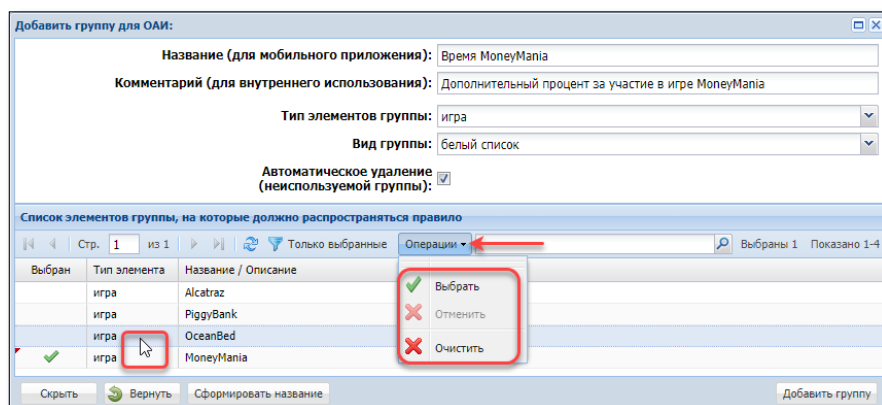 Добавить группу для ОАИ:
Название (для мобильного приложения): Время MoneyMania
Комментарий (для внутреннего использования): Дополнительный процент за участие в игре MoneyMania
Тип элементов группы: игра
Вид группы: белый список
Автоматическое удаление
(неиспользуемой группы):
Список элементов группы, на которые должно распространяться правило
Стр. 1 из 1 Только выбранные Операции Выбраны 1 Показано 1-4
Выбран Тип элемента Название / Описание
игра Alcatraz
Выбрать
игра PiggyBank
Отменить
игра OceanBed
Очистить
игра MoneyMania
Скрыть Вернуть Сформировать название Добавить группу